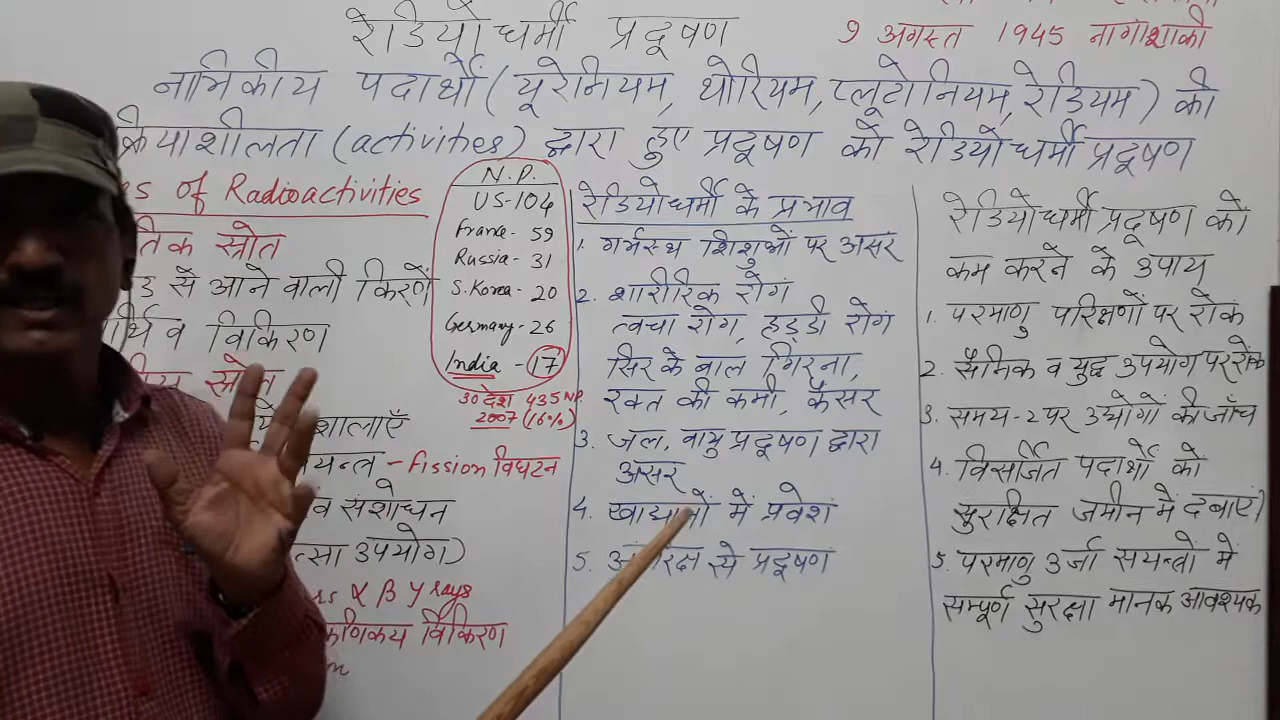 रेडियोधर्मी प्रदूषण
9 अगस्त 1945 नागाशाकी
नाभिकीय पदार्थों (यूरेनियम, थोरियम, प्लूटोनियम, रेडियम) की
क्रियाशीलता (activities) द्वारा हुए प्रदूषण को रेडियोधर्मी प्रदूषण
of Radioactivities
स्रोत
से आने वाली किरणें
विकिरण
स्रोत
- fission विघटन
संशोधन
उपयोग)
α β γ rays
विकिरण
N.P.
US-104
France - 59
Russia - 31
S.Korea - 20
Germany - 26
India - 17
30 देश 435 N.P.
2007 (16%)
रेडियोधर्मी के प्रभाव
1. गर्भस्थ शिशुओं पर असर
2. शारीरिक रोग
त्वचा रोग, हड्डी रोग
सिर के बाल गिरना,
रक्त की कमी, कैंसर
3. जल, वायु प्रदूषण द्वारा
असर
4. खाद्यानों में प्रवेश
5. प्रदूषण
रेडियोधर्मी प्रदूषण को
कम करने के उपाय
1. परमाणु परिक्षणों पर रोक
2. सैनिक व युद्ध उपयोग पर रोक
3. समय-2 पर उद्योगों की जाँच
4. विसर्जित पदार्थों को
सुरक्षित जमीन में दबाएं।
5. परमाणु उर्जा सयन्त्रों में
सम्पूर्ण सुरक्षा मानक आवश्यक